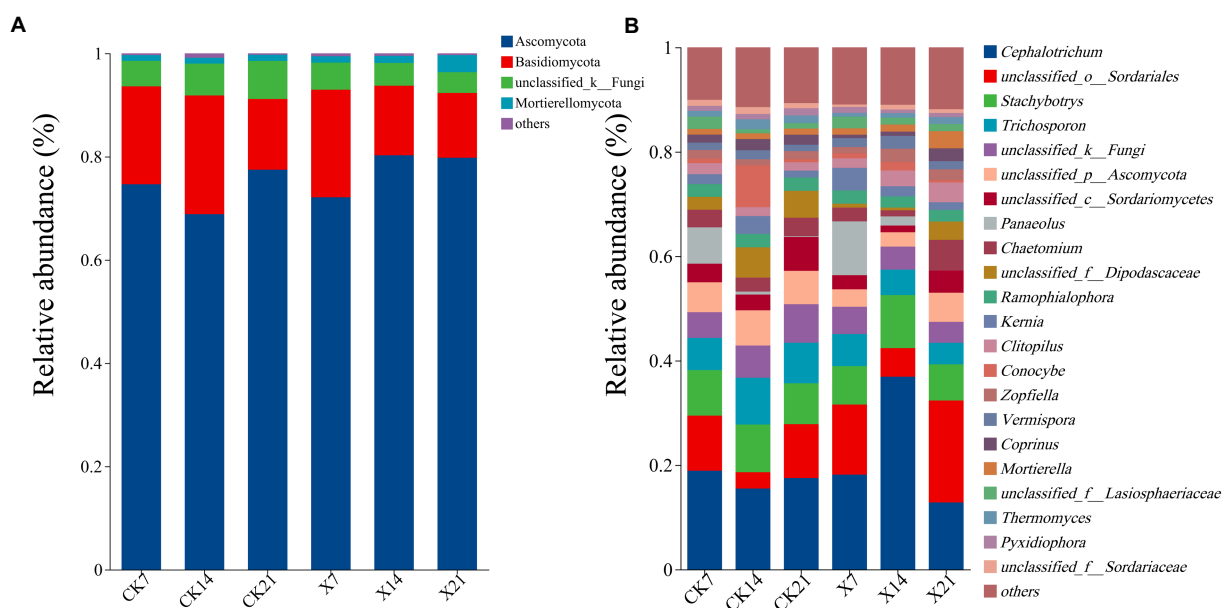 A
Relative abundance (%)
1
0.8
0.6
0.4
0.2
0
CK7
CK14
CK21
X7
X14
X21
Ascomycota
Basidiomycota
unclassified_k__Fungi
Mortierellomycota
others
B
Relative abundance (%)
1
0.8
0.6
0.4
0.2
0
CK7
CK14
CK21
X7
X14
X21
Cephalotrichum
unclassified_o__Sordariales
Stachybotrys
Trichosporon
unclassified_k__Fungi
unclassified_p__Ascomycota
unclassified_c__Sordariomycetes
Panaeolus
Chaetomium
unclassified_f__Dipodascaceae
Ramophialophora
Kernia
Clitopilus
Conocybe
Zopfiella
Vermispora
Coprinus
Mortierella
unclassified_f__Lasiosphaeriaceae
Thermomyces
Pyxidiophora
unclassified_f__Sordariaceae
others